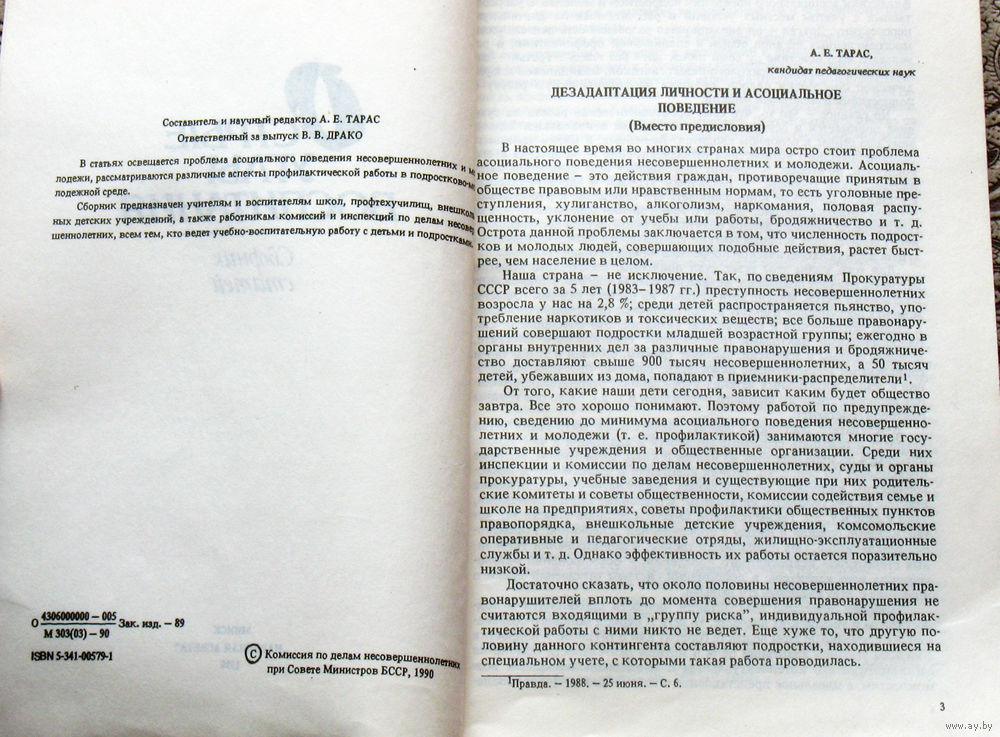 Составитель и научный редактор А. Е. ТАРАС
Ответственный за выпуск В. В. ДРАКО
В статьях освещается проблема асоциального поведения несовершеннолетних и
лодежи, рассматриваются различные аспекты профилактической работы в подростково-
лодежной среде.
Сборник предназначен учителям и воспитателям школ, профтехучилищ,
ных детских учреждений, а также работникам комиссий и инспекций по делам несовер-
шеннолетних, всем тем, кто ведет учебно-воспитательную работу с детьми и подростками.
О 4306000000 – 005 Зак. изд. – 89
М 303(03) – 90
ISBN 5-341-00579-1
© Комиссия по делам несовершеннолетних
при Совете Министров БССР, 1990
А. Е. ТАРАС,
кандидат педагогических наук
ДЕЗАДАПТАЦИЯ ЛИЧНОСТИ И АСОЦИАЛЬНОЕ
ПОВЕДЕНИЕ
(Вместо предисловия)
В настоящее время во многих странах мира остро стоит проблема
асоциального поведения несовершеннолетних и молодежи. Асоциаль-
ное поведение – это действия граждан, противоречащие принятым в
обществе правовым или нравственным нормам, то есть уголовные пре-
ступления, хулиганство, алкоголизм, наркомания, половая распу-
щенность, уклонение от учебы или работы, бродяжничество и т. д.
Острота данной проблемы заключается в том, что численность подрост-
ков и молодых людей, совершающих подобные действия, растет быст-
рее, чем население в целом.
Наша страна – не исключение. Так, по сведениям Прокуратуры
СССР всего за 5 лет (1983–1987 гг.) преступность несовершеннолетних
возросла у нас на 2,8 %; среди детей распространяется пьянство, упо-
требление наркотиков и токсических веществ; все больше правонару-
шений совершают подростки младшей возрастной группы; ежегодно в
органы внутренних дел за различные правонарушения и бродяжниче-
ство доставляют свыше 900 тысяч несовершеннолетних, а 50 тысяч
детей, убежавших из дома, попадают в приемники-распределители¹.
От того, какие наши дети сегодня, зависит каким будет общество
завтра. Все это хорошо понимают. Поэтому работой по предупрежде-
нию, сведению до минимума асоциального поведения несовершенно-
летних и молодежи (т. е. профилактикой) занимаются многие госу-
дарственные учреждения и общественные организации. Среди них
инспекции и комиссии по делам несовершеннолетних, суды и органы
прокуратуры, учебные заведения и существующие при них родитель-
ские комитеты и советы общественности, комиссии содействия семье и
школе на предприятиях, советы профилактики общественных пунктов
правопорядка, внешкольные детские учреждения, комсомольские
оперативные и педагогические отряды, жилищно-эксплуатационные
службы и т. д. Однако эффективность их работы остается поразительно
низкой.
Достаточно сказать, что около половины несовершеннолетних пра-
вонарушителей вплоть до момента совершения правонарушения не
считаются входящими в „группу риска”, индивидуальной профилак-
тической работы с ними никто не ведет. Еще хуже то, что другую по-
ловину данного контингента составляют подростки, находившиеся на
специальном учете, с которыми такая работа проводилась.
¹Правда. – 1988. – 25 июня. – С. 6.
3
www.ay.by